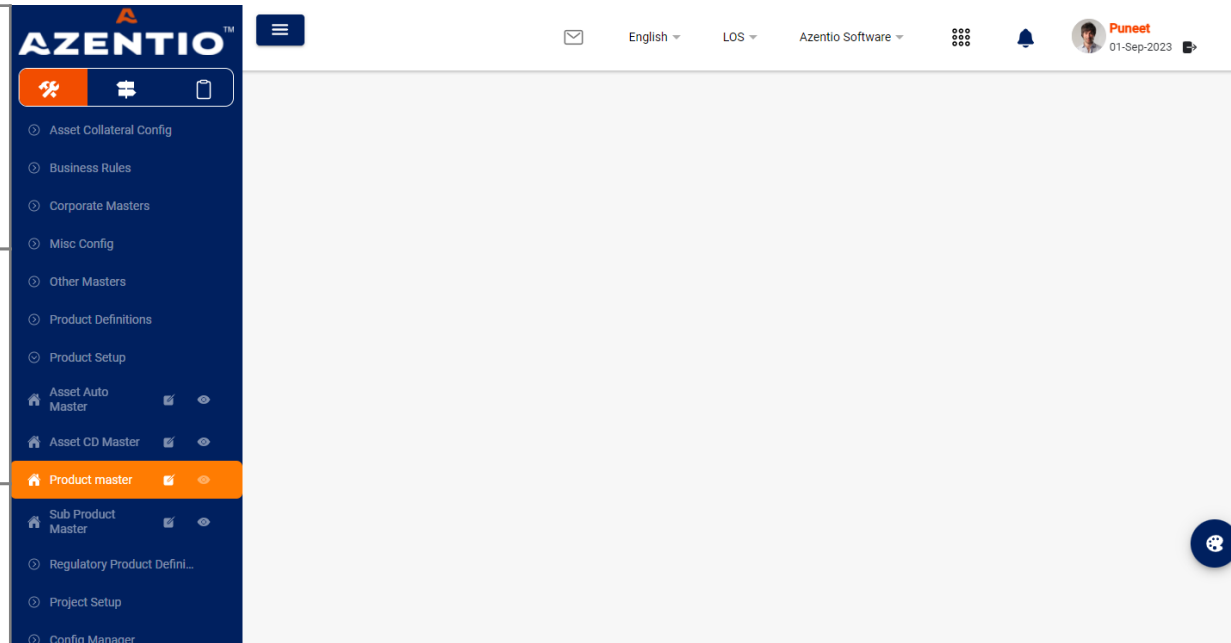 AZENTIO™
English
LOS
Azentio Software
Puneet
01-Sep-2023
Asset Collateral Config
Business Rules
Corporate Masters
Misc Config
Other Masters
Product Definitions
Product Setup
Asset Auto
Master
Asset CD Master
Product master
Sub Product
Master
Regulatory Product Defini...
Project Setup
Config Manager